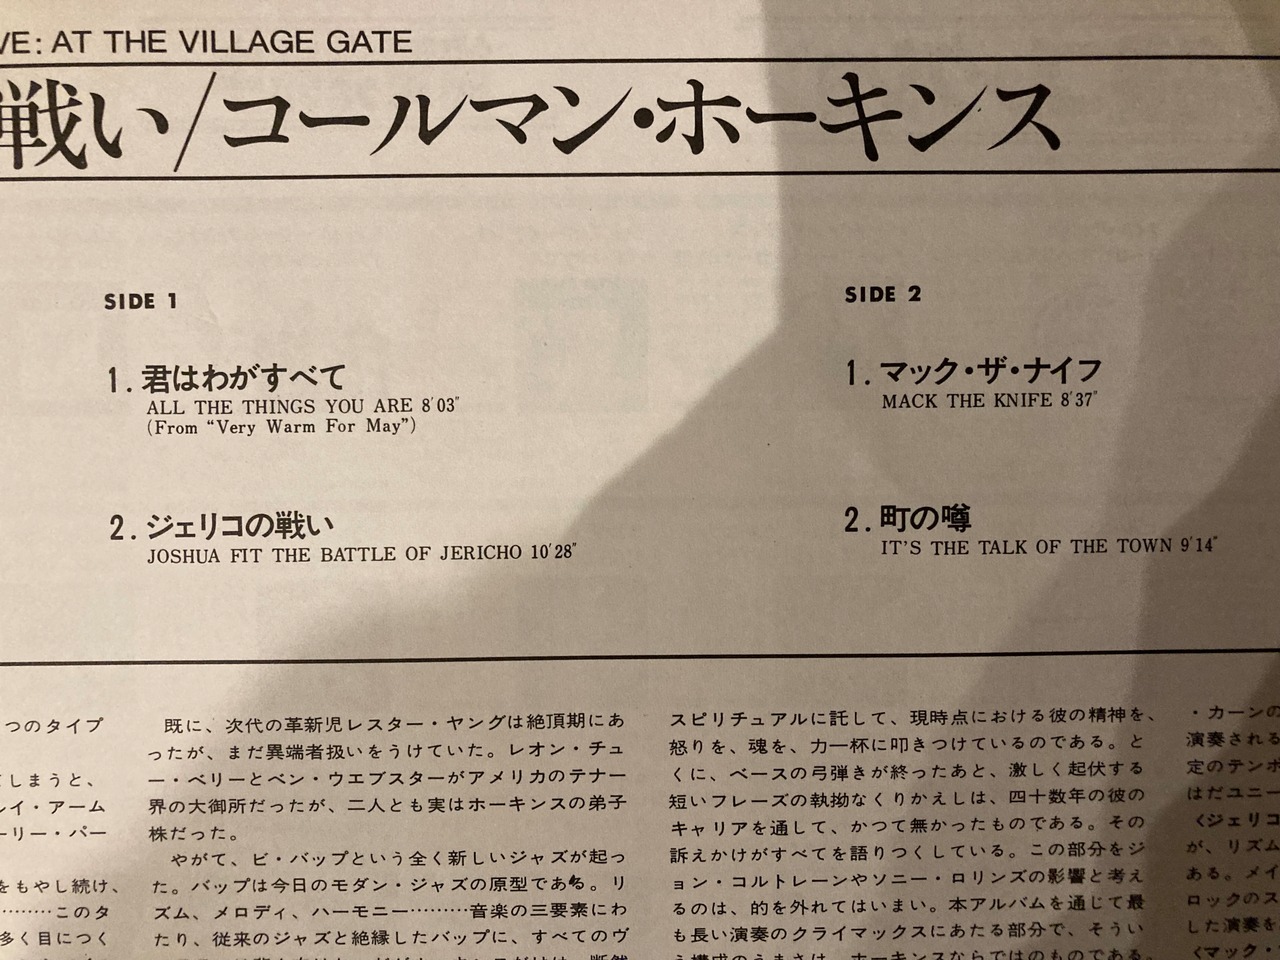 VE: AT THE VILLAGE GATE
戦い/コールマン・ホーキンス
SIDE 1
1. 君はわがすべて
ALL THE THINGS YOU ARE 8′03″
(From “Very Warm For May”)
2. ジェリコの戦い
JOSHUA FIT THE BATTLE OF JERICHO 10′28″
SIDE 2
1. マック・ザ・ナイフ
MACK THE KNIFE 8′37″
2. 町の噂
IT'S THE TALK OF THE TOWN 9′14″
つのタイプ
しまうと、
レイ・アーム
ーリー・パー
をもやし続け、
………このタ
多く目につく
既に、次代の革新児レスター・ヤングは絶頂期にあ
ったが、まだ異端者扱いをうけていた。レオン・チュ
ー・ベリーとベン・ウエブスターがアメリカのテナー
界の大御所だったが、二人とも実はホーキンスの弟子
株だった。
やがて、ビ・バップという全く新しいジャズが起っ
た。バップは今日のモダン・ジャズの原型である。リ
ズム、メロディ、ハーモニー………音楽の三要素にわ
たり、従来のジャズと絶縁したバップに、すべてのヴ
スピリチュアルに託して、現時点における彼の精神を、
怒りを、魂を、力一杯に叩きつけているのである。と
くに、ベースの弓弾きが終ったあと、激しく起伏する
短いフレーズの執拗なくりかえしは、四十数年の彼の
キャリアを通して、かつて無かったものである。その
訴えかけがすべてを語りつくしている。この部分をジ
ョン・コルトレーンやソニー・ロリンズの影響と考え
るのは、的を外れてはいまい。本アルバムを通じて最
も長い演奏のクライマックスにあたる部分で、そうい
う構成のうまさは、ホーキンスならではのものである。
・カーンの
演奏される
定のテンポ
はだユニー
〈ジェリコ
が、リズム
ある。メイ
ロックのス
した演奏を
〈マック・